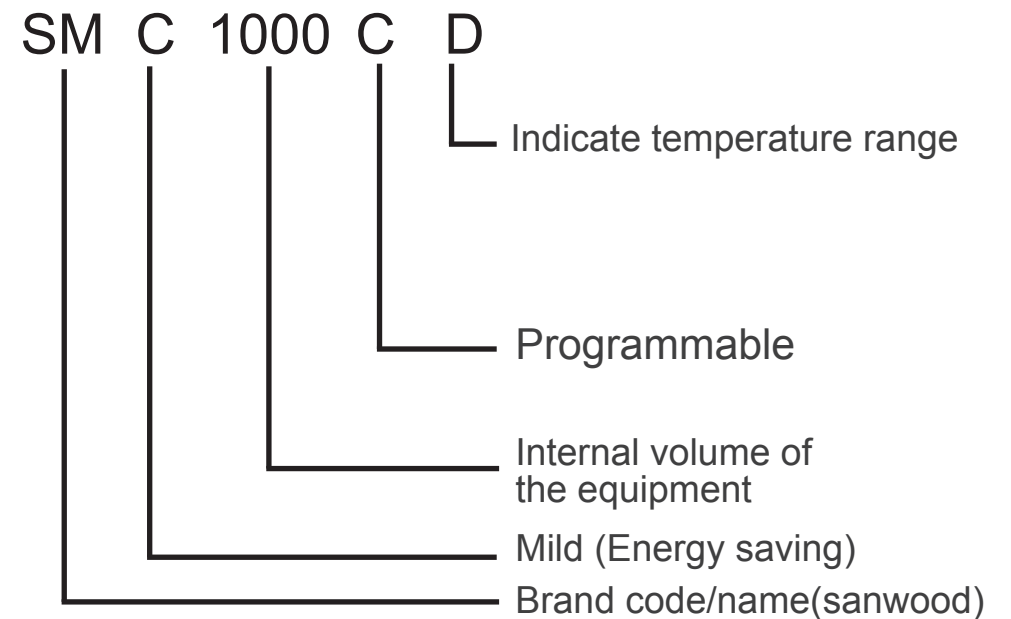 SM C 1000 C D
Indicate temperature range
Programmable
Internal volume of
the equipment
Mild (Energy saving)
Brand code/name(sanwood)